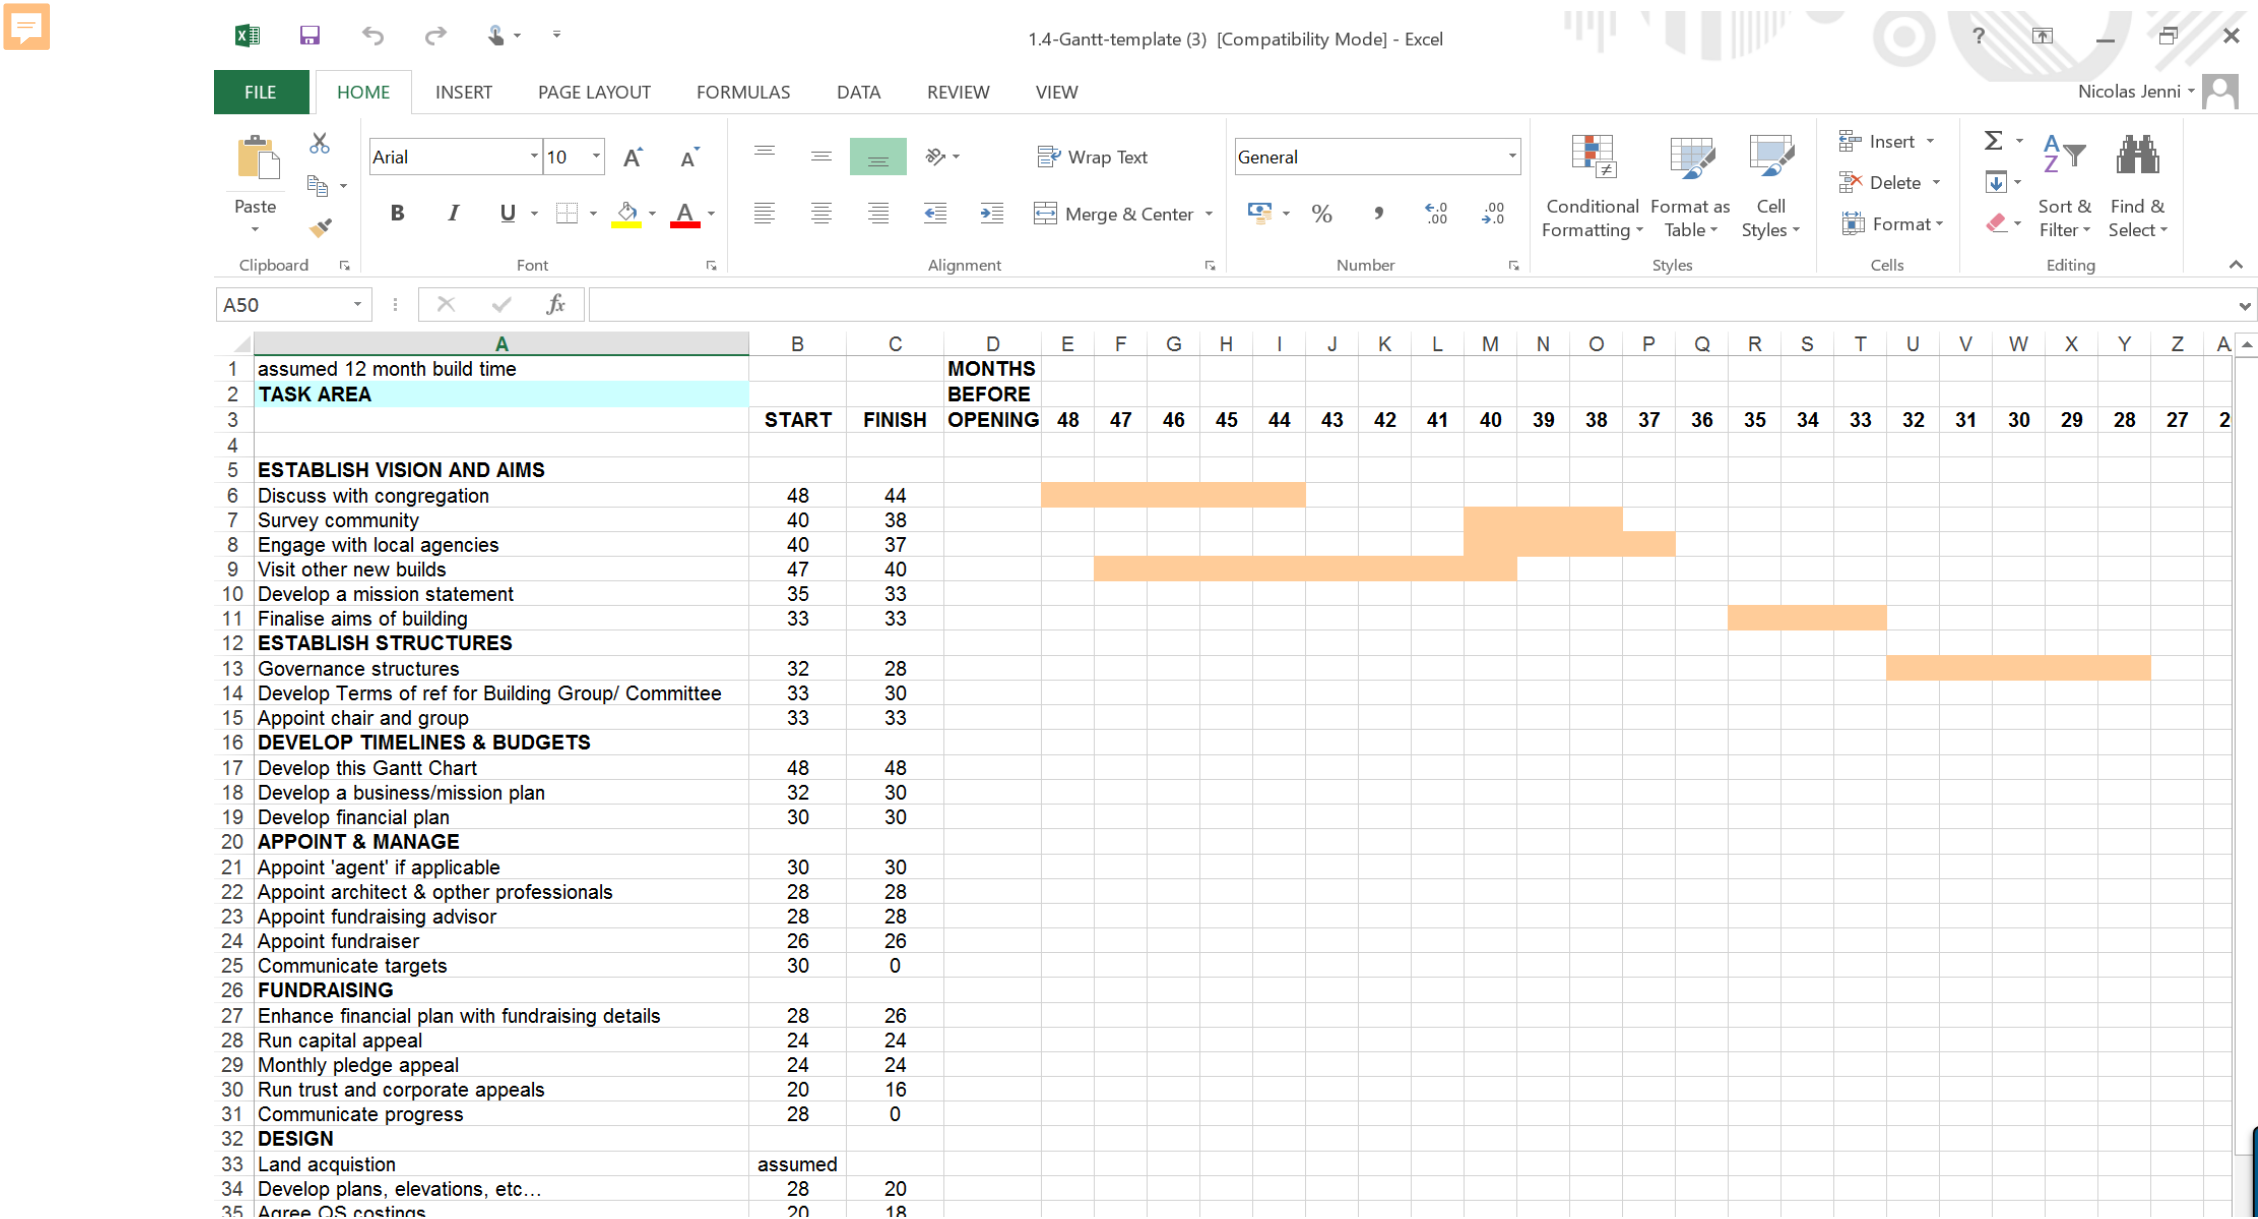 1.4-Gantt-template (3) [Compatibility Mode] - Excel
?
FILE HOME INSERT PAGE LAYOUT FORMULAS DATA REVIEW VIEW Nicolas Jenni
Arial 10 A A Wrap Text General Insert Σ
Delete
Paste B I U A Merge & Center % Conditional Formatting Format as Table Cell Styles Format Sort & Filter Find & Select
Clipboard Font Alignment Number Styles Cells Editing
A50 fx
A B C D E F G H I J K L M N O P Q R S T U V W X Y Z A
1 assumed 12 month build time MONTHS
2 TASK AREA BEFORE
3 START FINISH OPENING 48 47 46 45 44 43 42 41 40 39 38 37 36 35 34 33 32 31 30 29 28 27 2
4
5 ESTABLISH VISION AND AIMS
6 Discuss with congregation 48 44
7 Survey community 40 38
8 Engage with local agencies 40 37
9 Visit other new builds 47 40
10 Develop a mission statement 35 33
11 Finalise aims of building 33 33
12 ESTABLISH STRUCTURES
13 Governance structures 32 28
14 Develop Terms of ref for Building Group/ Committee 33 30
15 Appoint chair and group 33 33
16 DEVELOP TIMELINES & BUDGETS
17 Develop this Gantt Chart 48 48
18 Develop a business/mission plan 32 30
19 Develop financial plan 30 30
20 APPOINT & MANAGE
21 Appoint 'agent' if applicable 30 30
22 Appoint architect & opther professionals 28 28
23 Appoint fundraising advisor 28 28
24 Appoint fundraiser 26 26
25 Communicate targets 30 0
26 FUNDRAISING
27 Enhance financial plan with fundraising details 28 26
28 Run capital appeal 24 24
29 Monthly pledge appeal 24 24
30 Run trust and corporate appeals 20 16
31 Communicate progress 28 0
32 DESIGN
33 Land acquistion assumed
34 Develop plans, elevations, etc... 28 20
35 Agree QS costings 20 18